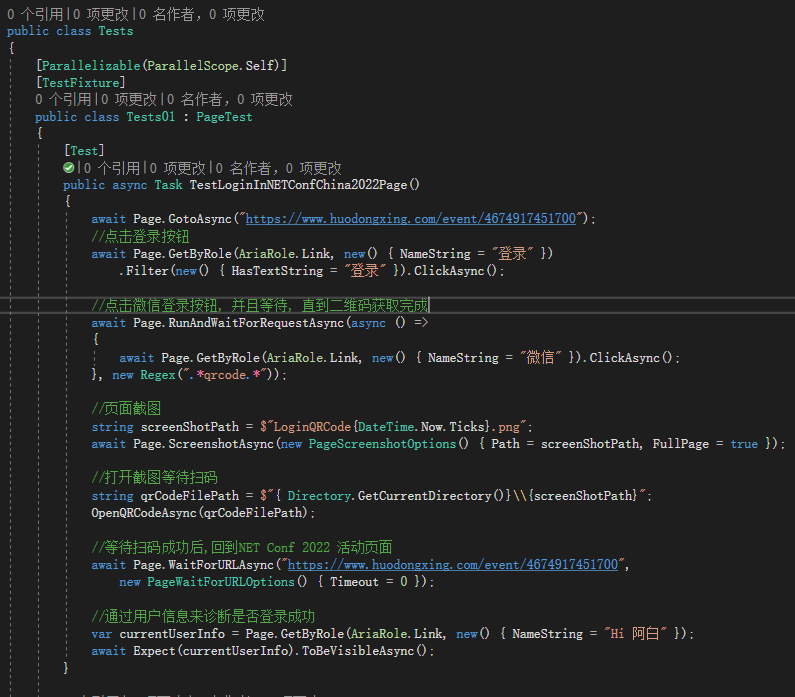 0 个引用|0 项更改|0 名作者，0 项更改
public class Tests
{
[Parallelizable(ParallelScope.Self)]
[TestFixture]
0 个引用|0 项更改|0 名作者，0 项更改
public class Tests01 : PageTest
{
[Test]
|0 个引用|0 项更改|0 名作者，0 项更改
public async Task TestLoginInNETConfChina2022Page()
{
await Page.GotoAsync("https://www.huodongxing.com/event/4674917451700");
//点击登录按钮
await Page.GetByRole(AriaRole.Link, new() { NameString = "登录" })
.Filter(new() { HasTextString = "登录" }).ClickAsync();
//点击微信登录按钮，并且等待，直到二维码获取完成
await Page.RunAndWaitForRequestAsync(async () =>
{
await Page.GetByRole(AriaRole.Link, new() { NameString = "微信" }).ClickAsync();
}, new Regex(".*qrcode.*"));
//页面截图
string screenShotPath = $"LoginQRCode{DateTime.Now.Ticks}.png";
await Page.ScreenshotAsync(new PageScreenshotOptions() { Path = screenShotPath, FullPage = true });
//打开截图等待扫码
string qrCodeFilePath = $"{ Directory.GetCurrentDirectory()}\\{screenShotPath}";
OpenQRCodeAsync(qrCodeFilePath);
//等待扫码成功后,回到NET Conf 2022 活动页面
await Page.WaitForURLAsync("https://www.huodongxing.com/event/4674917451700",
new PageWaitForURLOptions() { Timeout = 0 });
//通过用户信息来诊断是否登录成功
var currentUserInfo = Page.GetByRole(AriaRole.Link, new() { NameString = "Hi 阿白" });
await Expect(currentUserInfo).ToBeVisibleAsync();
}